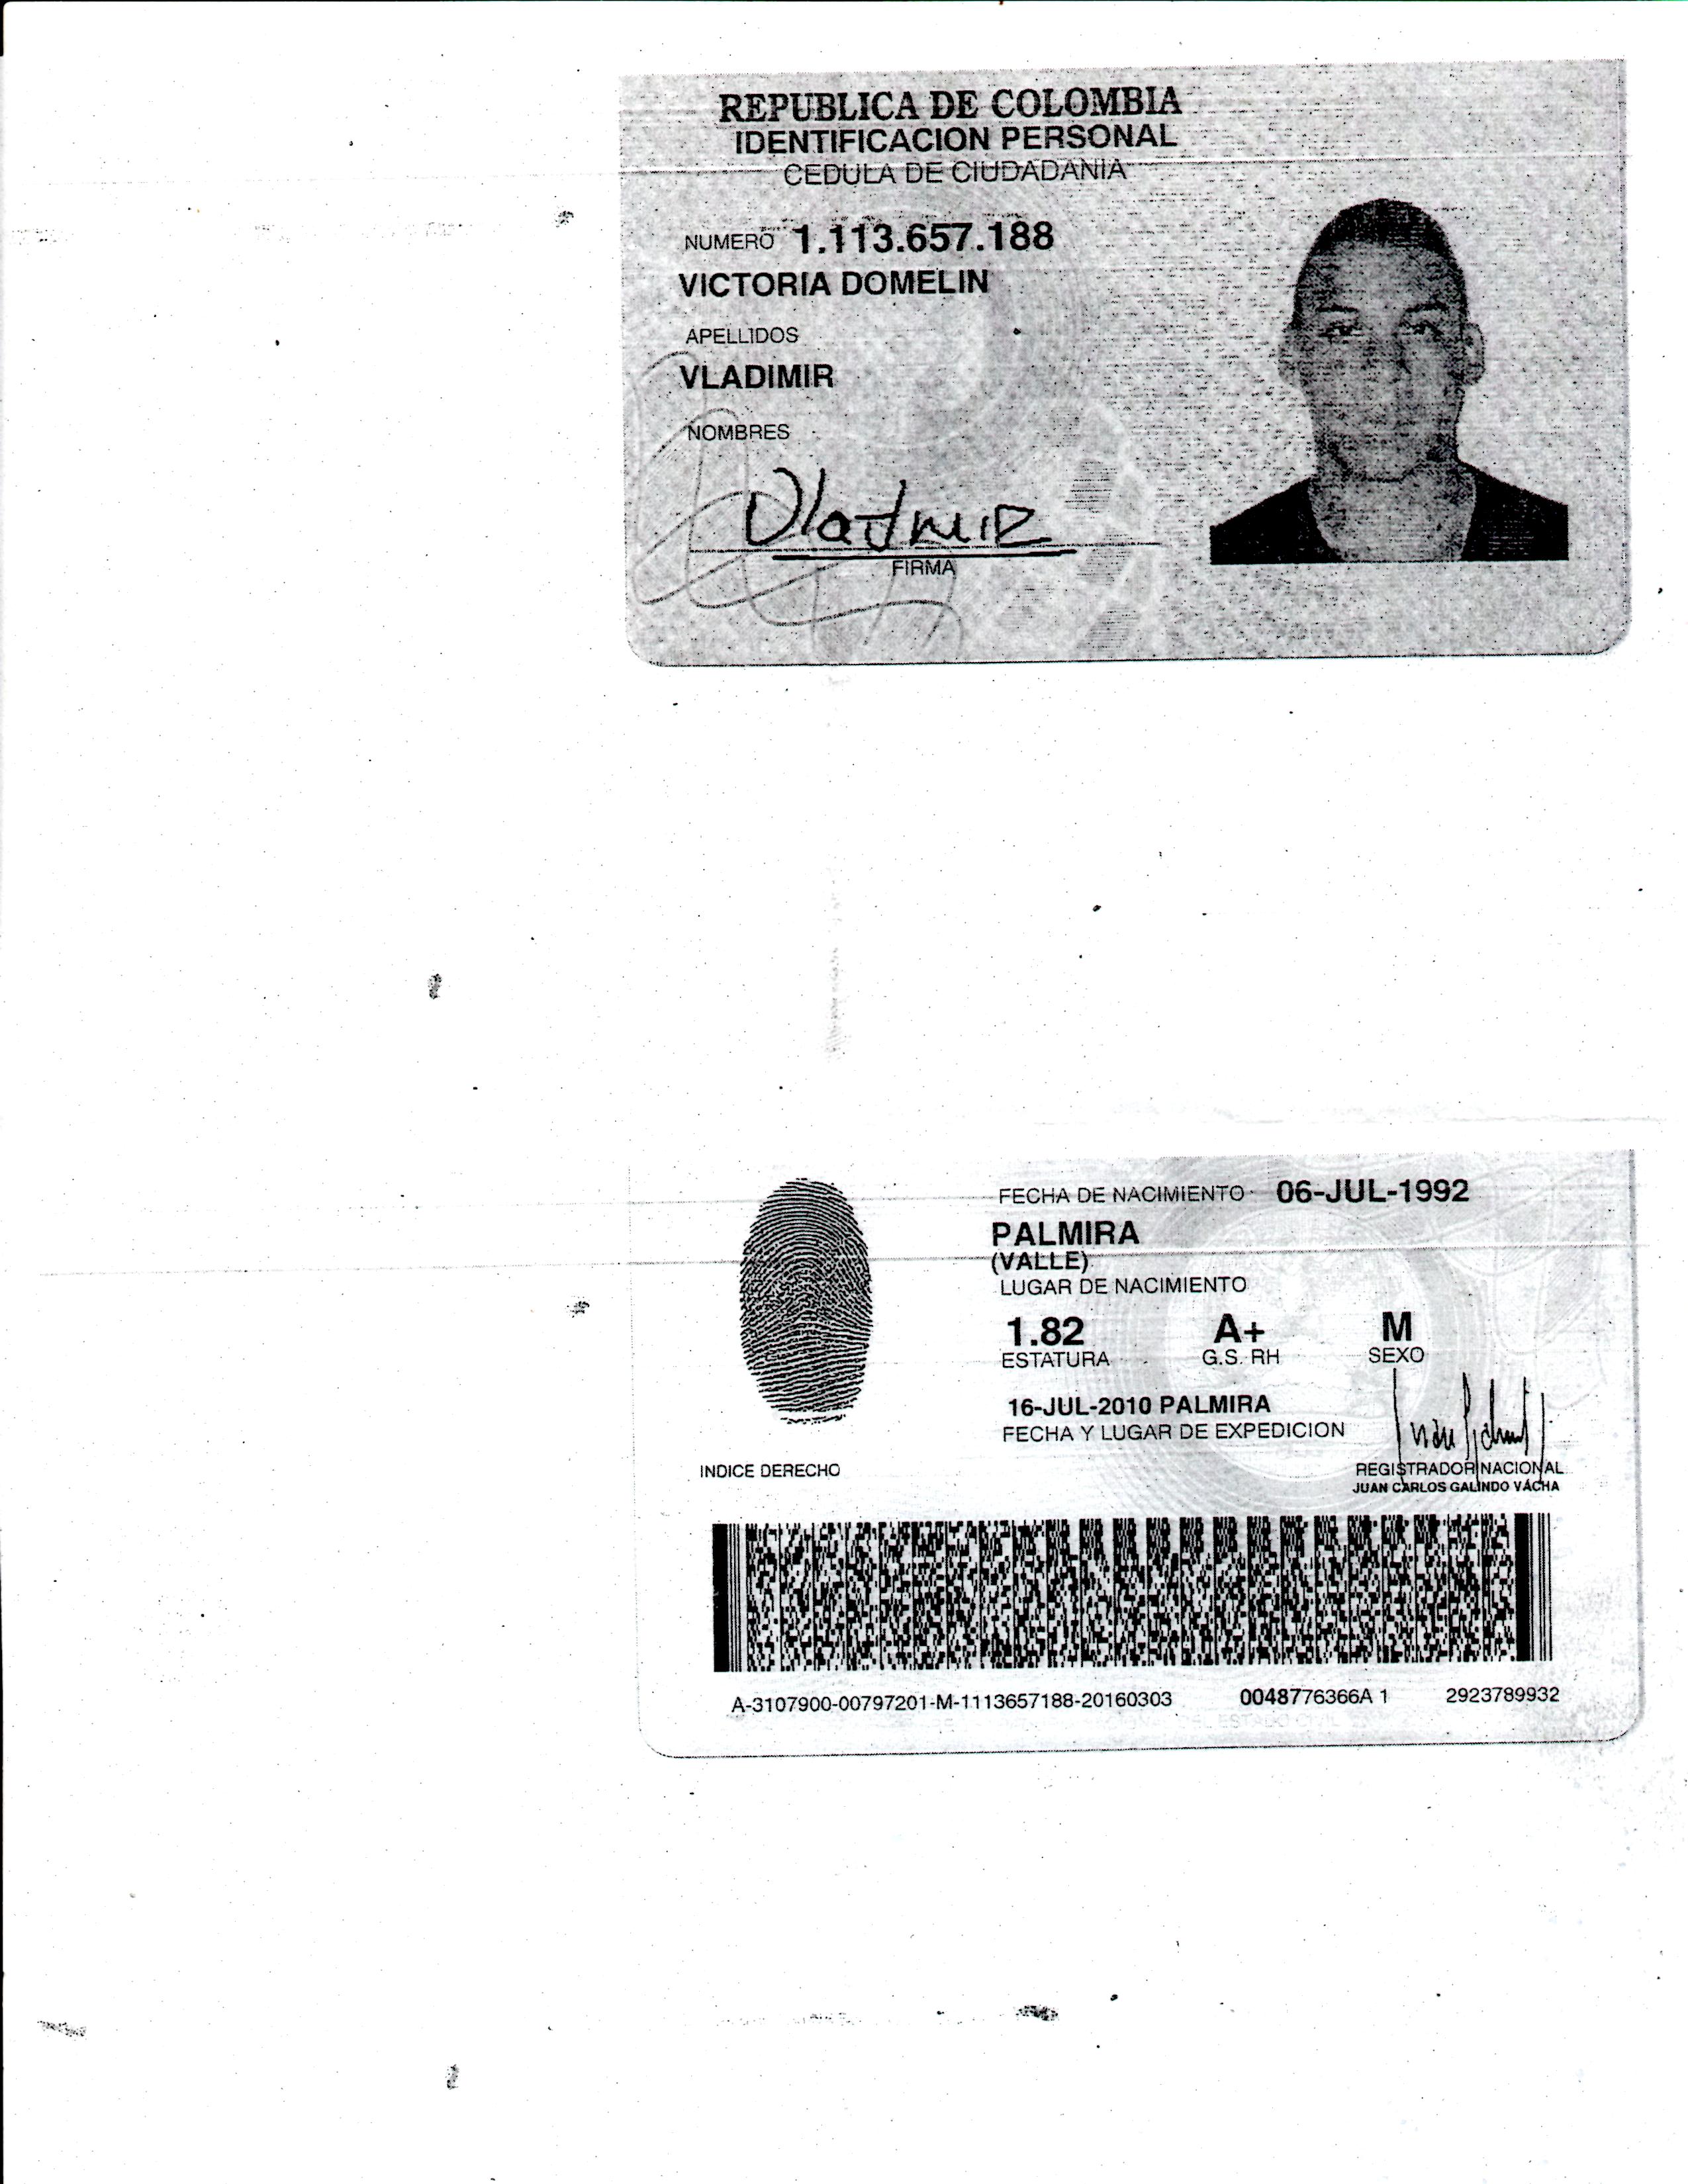 REPUBLICA DE COLOMBIA
IDENTIFICACION PERSONAL
CEDULA DE CIUDADANIA
NUMERO 1.113.657.188
VICTORIA DOMELIN
APELLIDOS
VLADIMIR
NOMBRES
Vladimir
FIRMA
FECHA DE NACIMIENTO 06-JUL-1992
PALMIRA
(VALLE)
LUGAR DE NACIMIENTO
1.82 A+ M
ESTATURA G.S. RH SEXO
16-JUL-2010 PALMIRA
FECHA Y LUGAR DE EXPEDICION
INDICE DERECHO
REGISTRADOR NACIONAL
JUAN CARLOS GALINDO VÁCHA
A-3107900-00797201-M-1113657188-20160303 0048776366A 1 2923789932